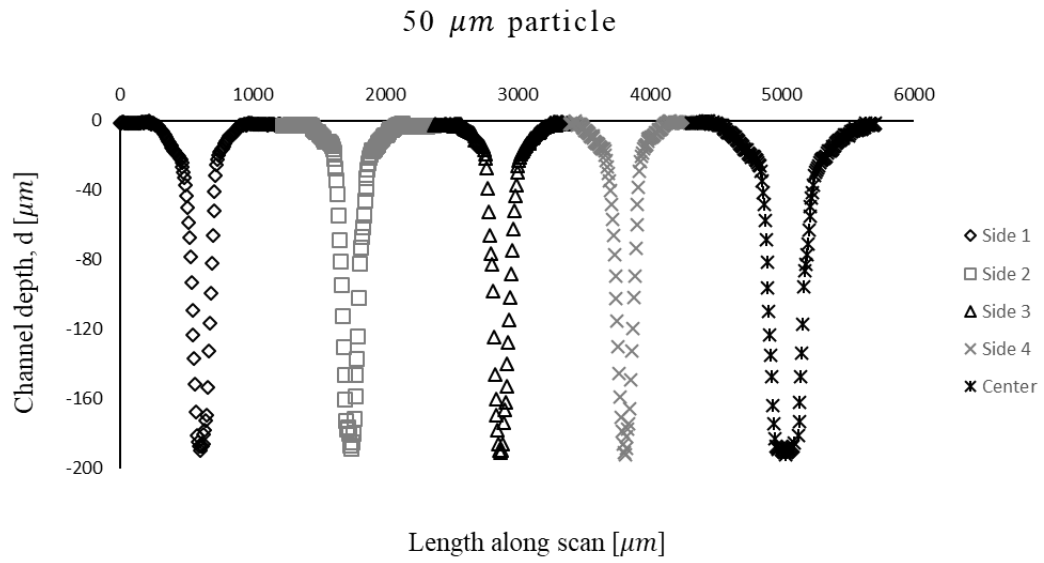 50 μm particle
0 1000 2000 3000 4000 5000 6000
0
-40
-80
-120
-160
-200
Channel depth, d [μm]
Length along scan [μm]
Side 1
Side 2
Side 3
Side 4
Center